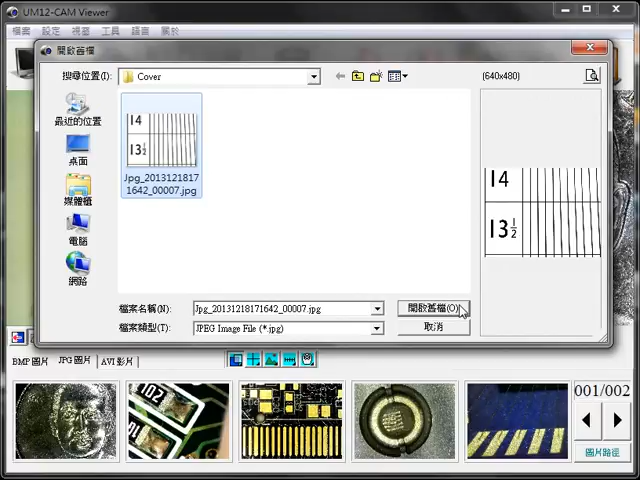 UM12-CAM Viewer
檔案 設定 視窗 工具 語言 關於
開啟舊檔
搜尋位置(I):
Cover
(640x480)
最近的位置
桌面
媒體櫃
電腦
網路
14
13½
Jpg_2013121817
1642_00007.jpg
14
13½
檔案名稱(N):
Jpg_20131218171642_00007.jpg
開啟舊檔(O)
檔案類型(T):
JPEG Image File (*.jpg)
取消
BMP 圖片
JPG 圖片
AVI 影片
102
001/002
圖片路徑